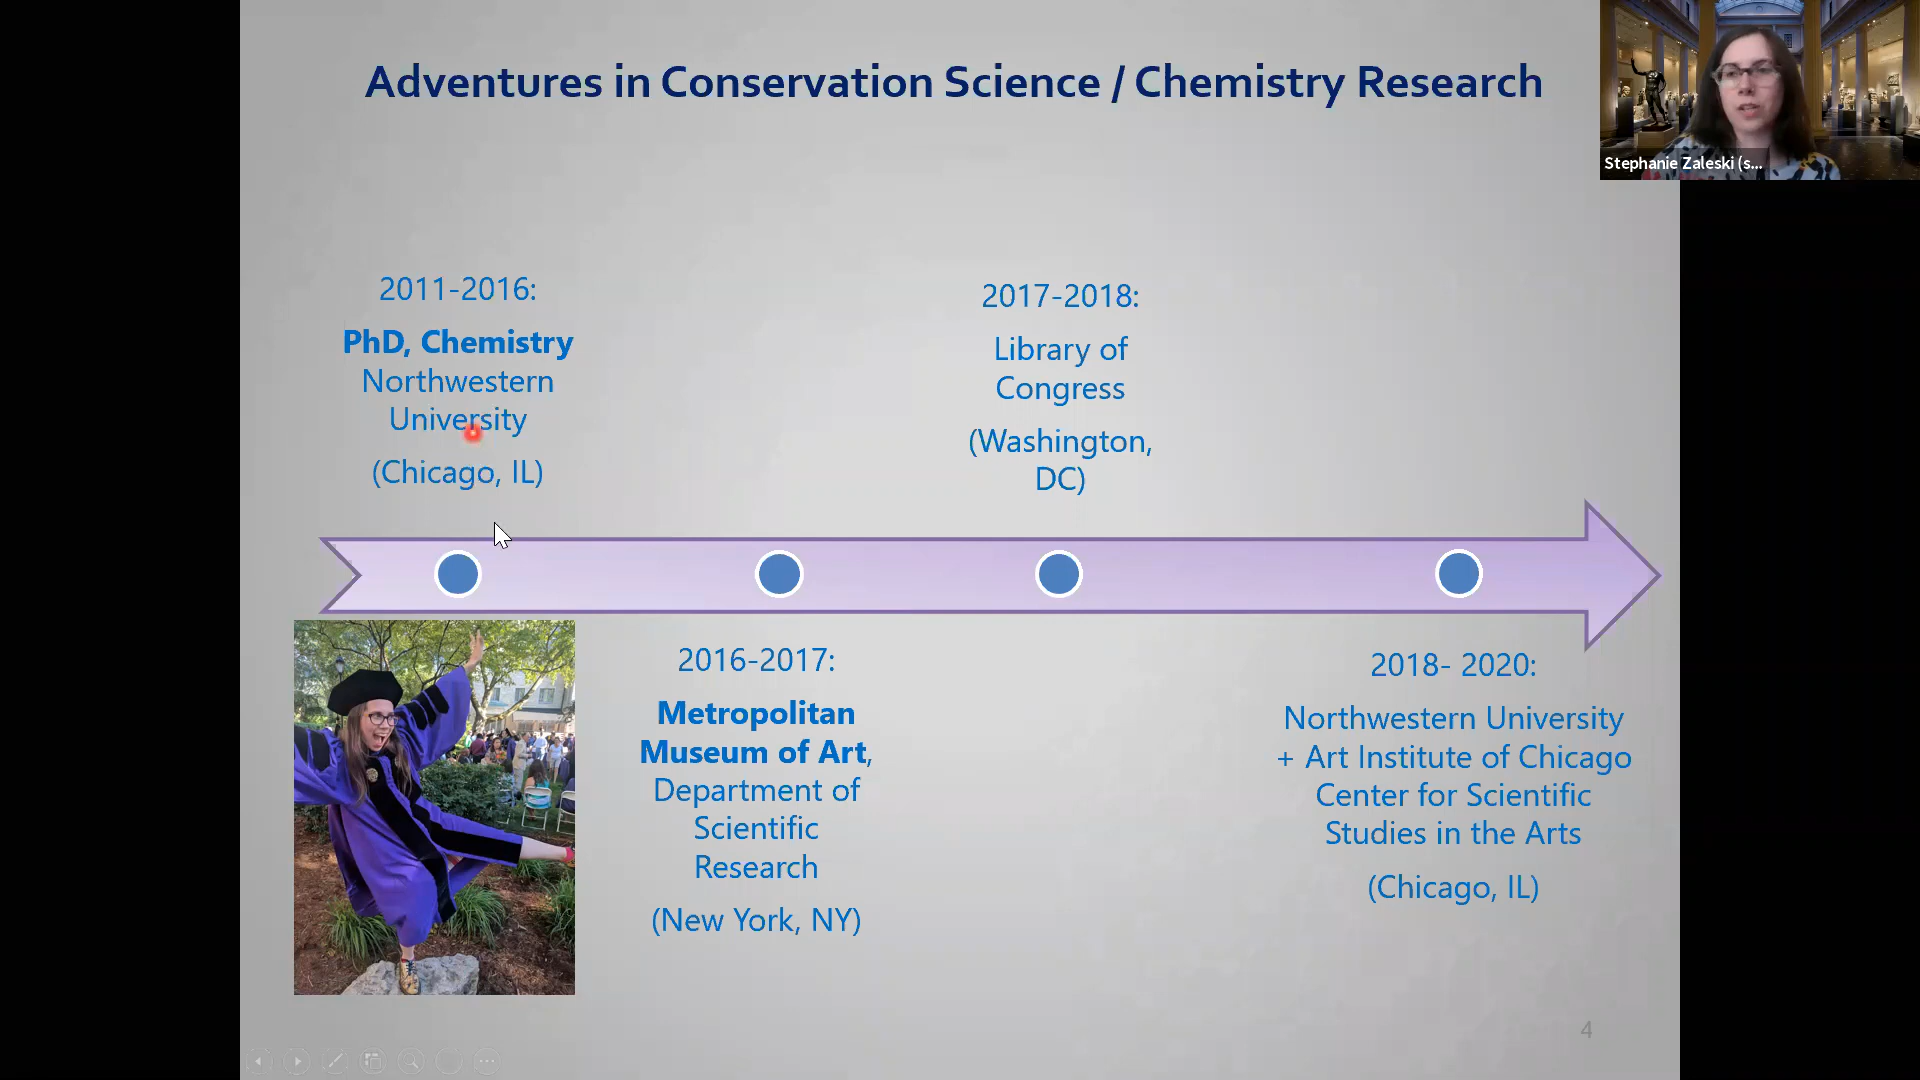 Adventures in Conservation Science / Chemistry Research
Stephanie Zaleski (s...
2011-2016:
PhD, Chemistry
Northwestern
University
(Chicago, IL)
2017-2018:
Library of
Congress
(Washington,
DC)
2016-2017:
Metropolitan
Museum of Art,
Department of
Scientific
Research
(New York, NY)
2018- 2020:
Northwestern University
+ Art Institute of Chicago
Center for Scientific
Studies in the Arts
(Chicago, IL)
4